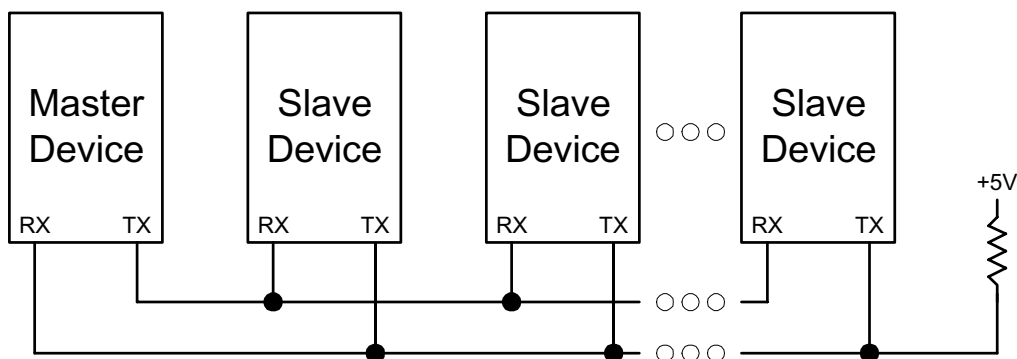 Master
Device
Slave
Device
Slave
Device
Slave
Device
+5V
RX TX
RX TX
RX TX
RX TX